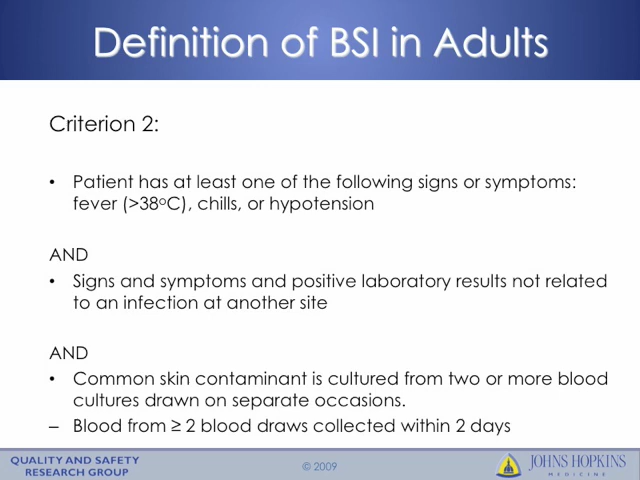 Definition of BSI in Adults
Criterion 2:
• Patient has at least one of the following signs or symptoms:
fever (>38ºC), chills, or hypotension
AND
• Signs and symptoms and positive laboratory results not related
to an infection at another site
AND
• Common skin contaminant is cultured from two or more blood
cultures drawn on separate occasions.
– Blood from ≥ 2 blood draws collected within 2 days
QUALITY AND SAFETY
RESEARCH GROUP
© 2009
JOHNS HOPKINS
MEDICINE